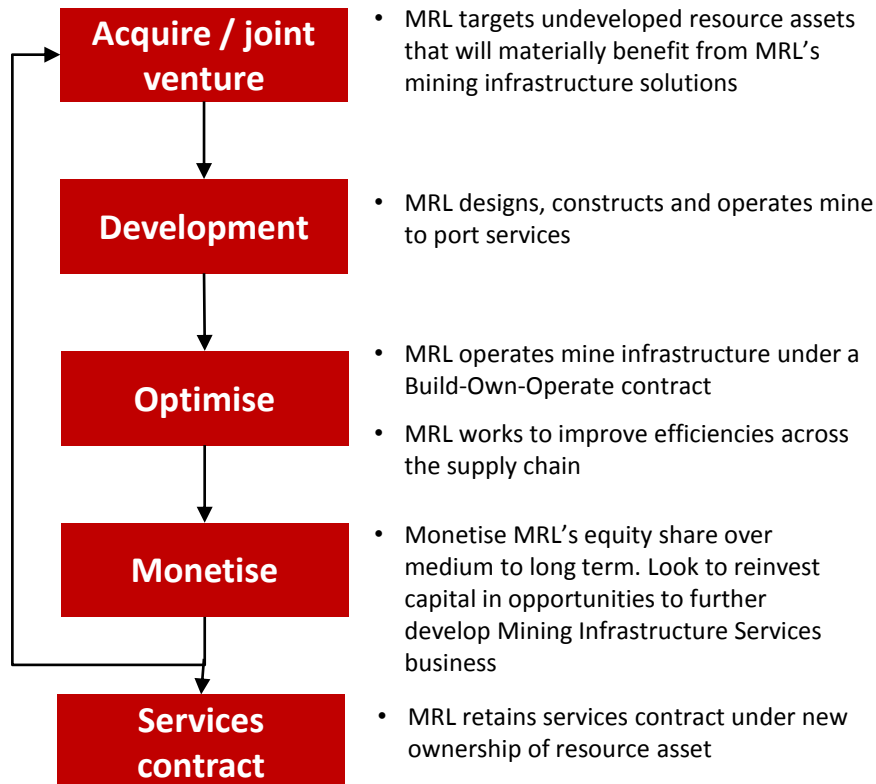 Acquire / joint
venture
• MRL targets undeveloped resource assets
that will materially benefit from MRL’s
mining infrastructure solutions
Development
• MRL designs, constructs and operates mine
to port services
Optimise
• MRL operates mine infrastructure under a
Build-Own-Operate contract
• MRL works to improve efficiencies across
the supply chain
Monetise
• Monetise MRL’s equity share over
medium to long term. Look to reinvest
capital in opportunities to further
develop Mining Infrastructure Services
business
Services
contract
• MRL retains services contract under new
ownership of resource asset